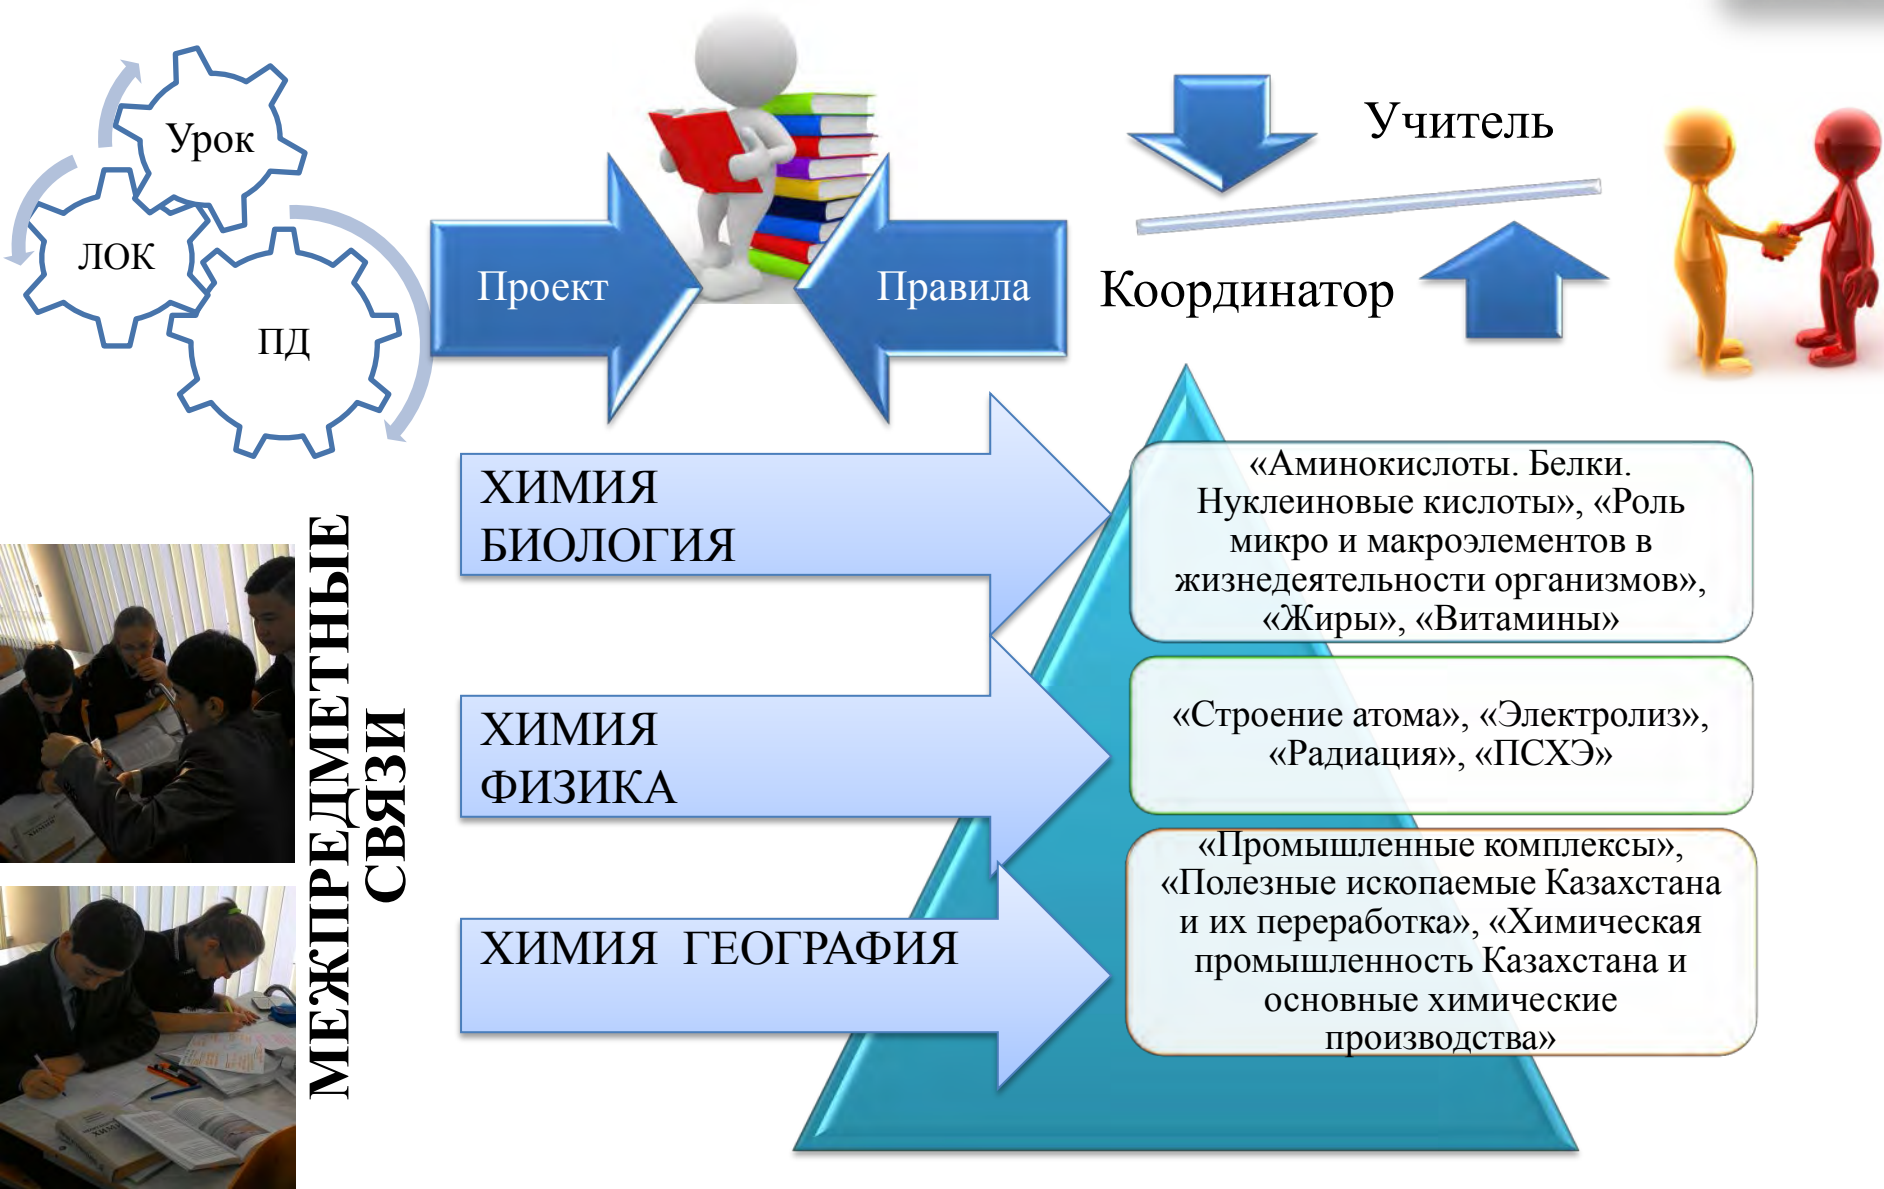 Урок
ЛОК
ПД
Проект
Правила
Учитель
Координатор
МЕЖПРЕДМЕТНЫЕ
СВЯЗИ
ХИМИЯ
БИОЛОГИЯ
«Аминокислоты. Белки.
Нуклеиновые кислоты», «Роль
микро и макроэлементов в
жизнедеятельности организмов»,
«Жиры», «Витамины»
ХИМИЯ
ФИЗИКА
«Строение атома», «Электролиз»,
«Радиация», «ПСХЭ»
ХИМИЯ ГЕОГРАФИЯ
«Промышленные комплексы»,
«Полезные ископаемые Казахстана
и их переработка», «Химическая
промышленность Казахстана и
основные химические
производства»